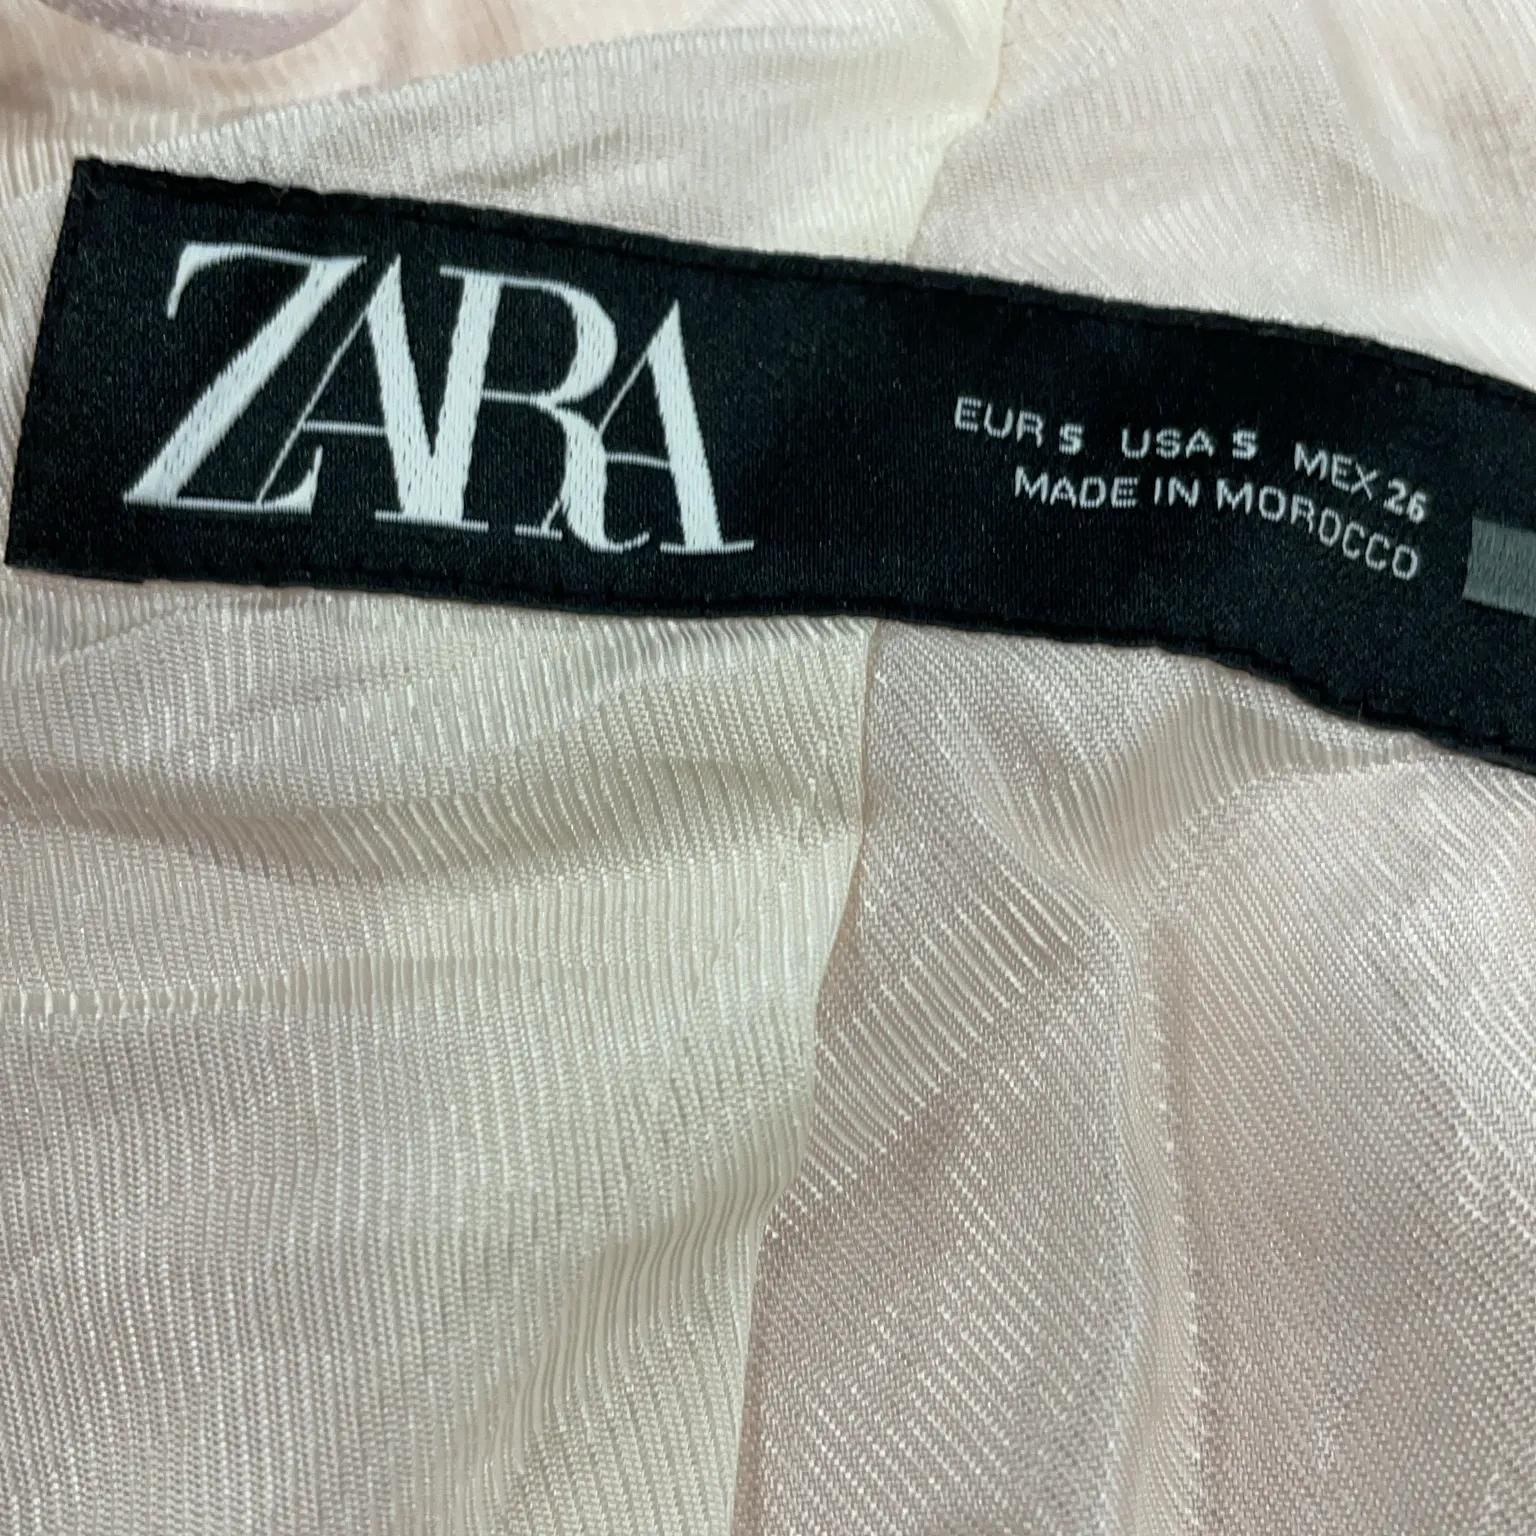 ZARA
EUR S USA S MEX 26
MADE IN MOROCCO